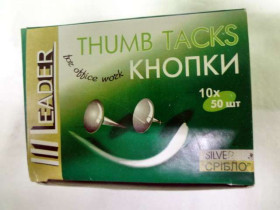 LEADER
THUMB TACKS
for office work
КНОПКИ
10x
50 шт
SILVER
"СРІБЛО"